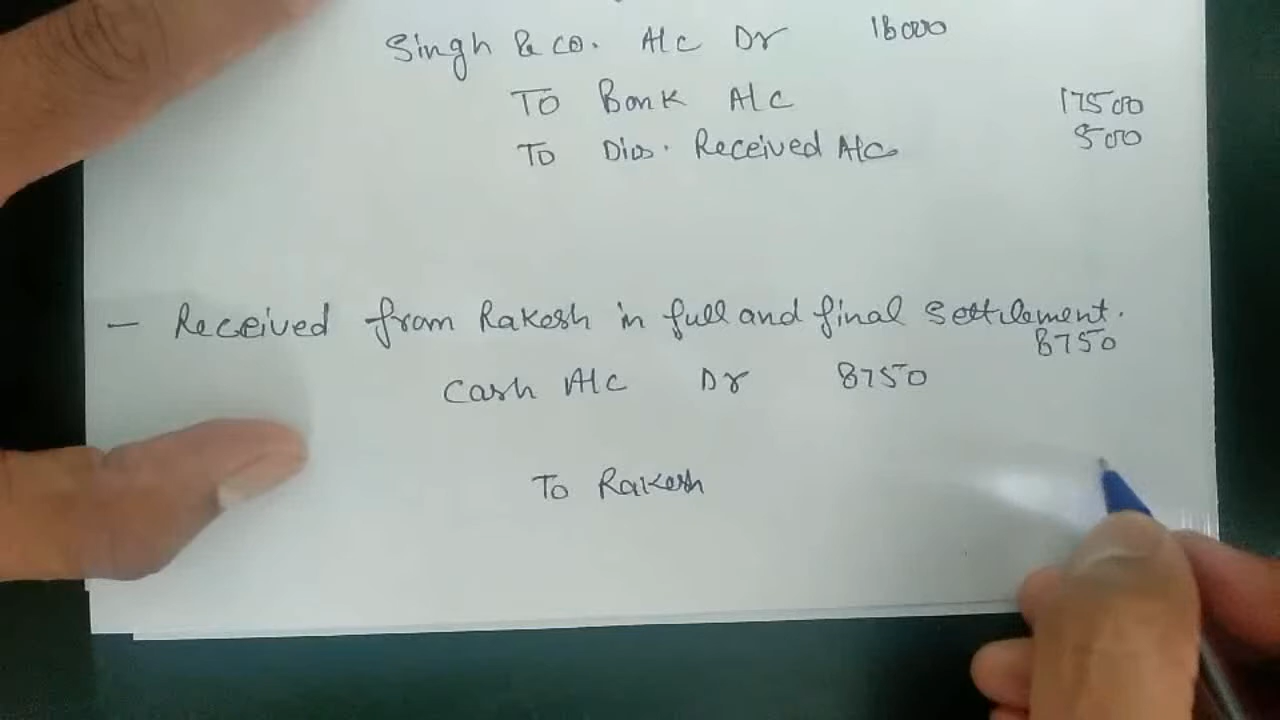 Singh & co. A/c Dr 18000
To Bank A/c 17500
To Dis. Received A/c 500
- Received from Rakesh in full and final Settlement.
8750
Cash A/c Dr 8750
To Rakesh